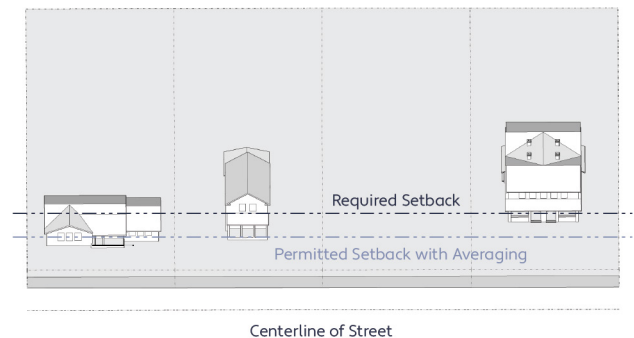 Required Setback
Permitted Setback with Averaging
Centerline of Street